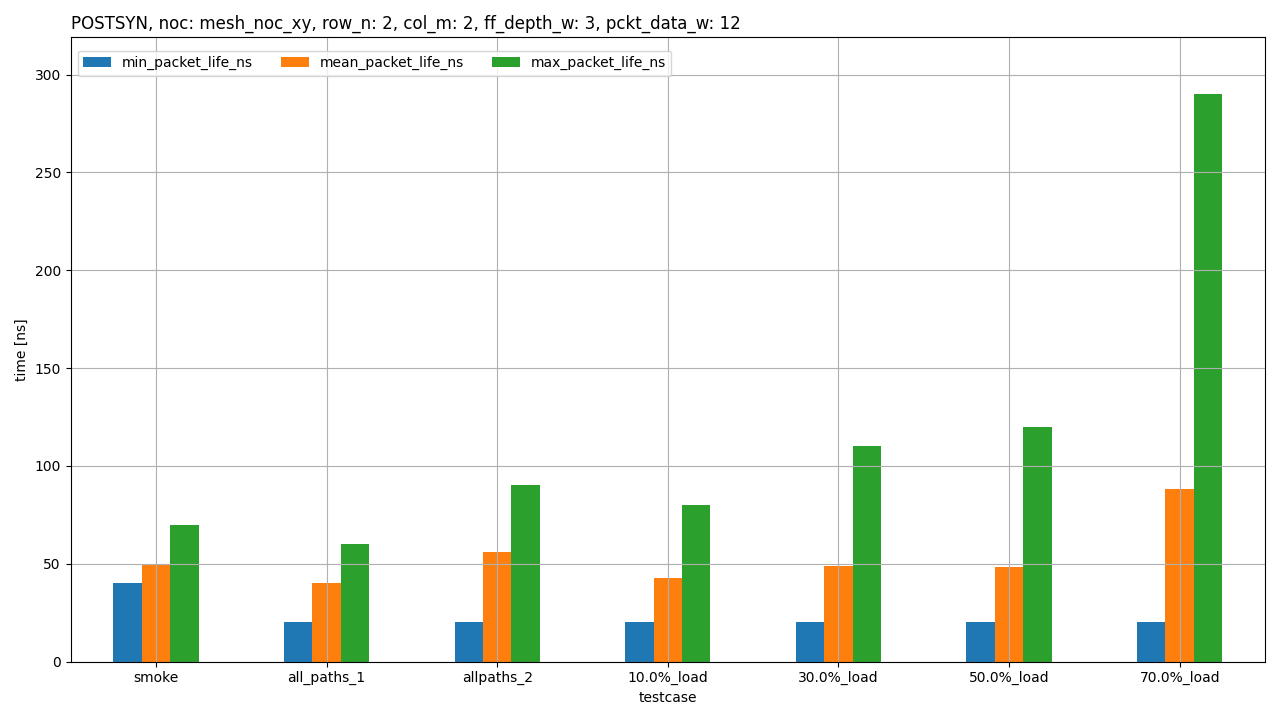 POSTSYN, noc: mesh_noc_xy, row_n: 2, col_m: 2, ff_depth_w: 3, pckt_data_w: 12
min_packet_life_ns mean_packet_life_ns max_packet_life_ns
300
250
200
150
100
50
0
time [ns]
smoke all_paths_1 allpaths_2 10.0%_load 30.0%_load 50.0%_load 70.0%_load
testcase